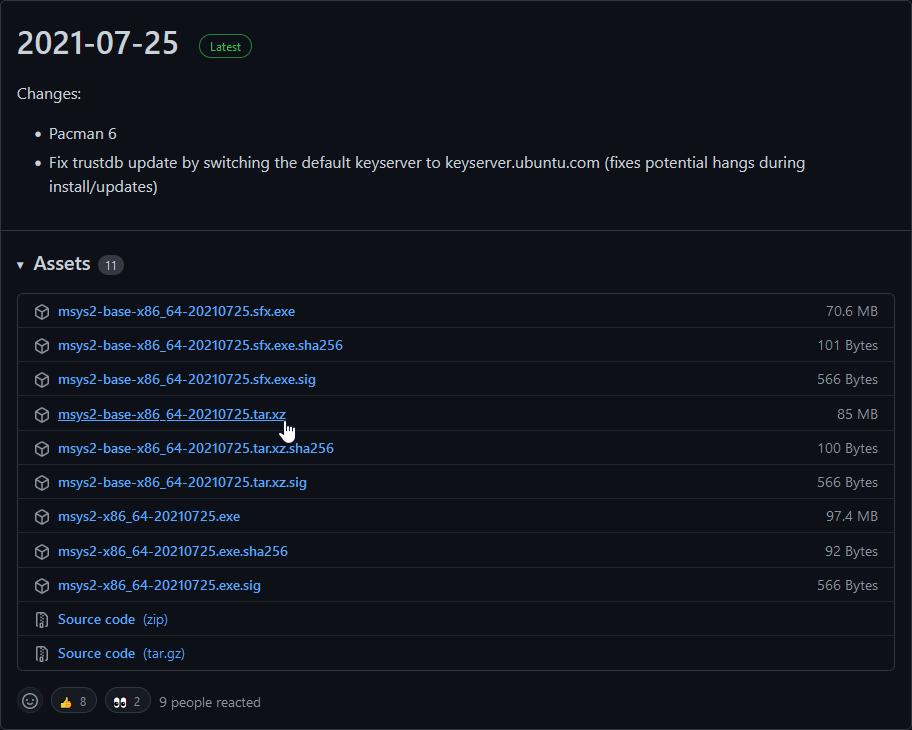 2021-07-25 Latest
Changes:
• Pacman 6
• Fix trustdb update by switching the default keyserver to keyserver.ubuntu.com (fixes potential hangs during
install/updates)
▾ Assets 11
msys2-base-x86_64-20210725.sfx.exe 70.6 MB
msys2-base-x86_64-20210725.sfx.exe.sha256 101 Bytes
msys2-base-x86_64-20210725.sfx.exe.sig 566 Bytes
msys2-base-x86_64-20210725.tar.xz 85 MB
msys2-base-x86_64-20210725.tar.xz.sha256 100 Bytes
msys2-base-x86_64-20210725.tar.xz.sig 566 Bytes
msys2-x86_64-20210725.exe 97.4 MB
msys2-x86_64-20210725.exe.sha256 92 Bytes
msys2-x86_64-20210725.exe.sig 566 Bytes
Source code (zip)
Source code (tar.gz)
👍 8 👀 2 9 people reacted